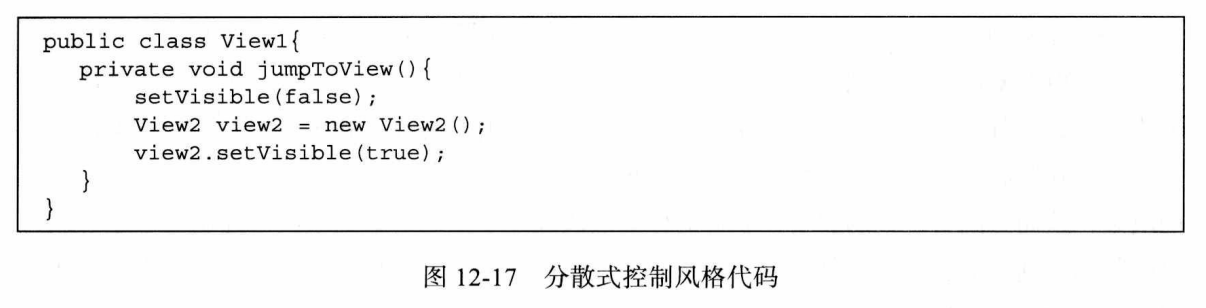 public class View1{
private void jumpToView(){
setVisible(false);
View2 view2 = new View2();
view2.setVisible(true);
}
}
图 12-17 分散式控制风格代码